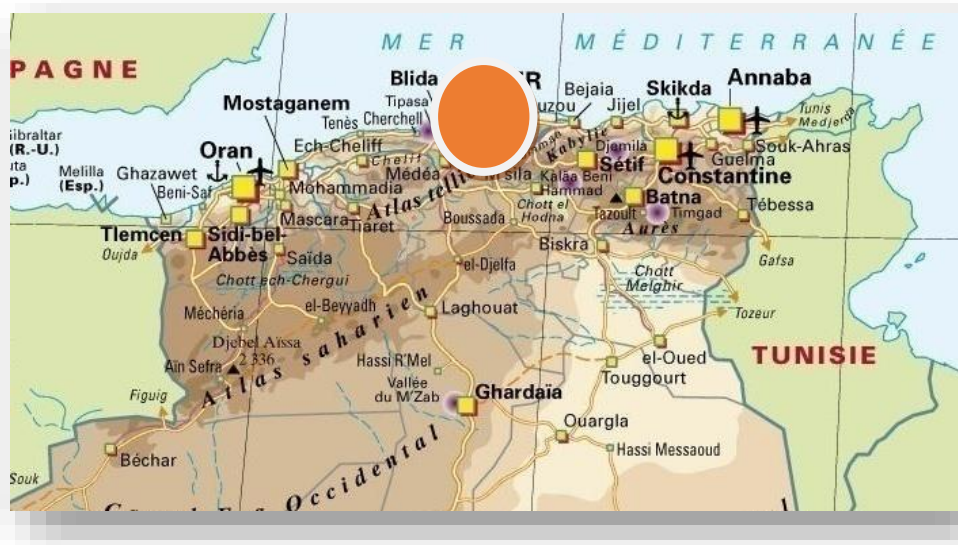 MER MÉDITERRANÉE
PAGNE
Blida
Annaba
Skikda
Bejaia
Jijel
Tipasa
Cherchell
Tenès
Mostaganem
Ech-Cheliff
Tunis
Medjerda
Kabylie
Djemila
Souk-Ahras
Guelma
ibraltar
(R.-U.)
Melilla
(Esp.)
Ghazawet
Oran
Beni-Saf
Cheliff
Médéa
Sétif
Constantine
Kalâa Beni
Hammad
Mohammadia
Mascara
Tiaret
Atlas telli
Boussada
Chott el
Hodna
Batna
Tazoult
Timgad
Aurès
Tébessa
Tlemcen
Sidi-bel-
Abbès
Oujda
Saïda
Biskra
Gafsa
Chott ech-Chergui
el-Djelfa
Chott
Melghir
Méchéria
el-Beyyadh
Laghouat
Tozeur
Djebel Aïssa
2 336
Aïn Sefra
Atlas saharien
Hassi R'Mel
Vallée
du M'Zab
el-Oued
TUNISIE
Touggourt
Figuig
Ghardaïa
Ouargla
Hassi Messaoud
Béchar
Souk
Occidental